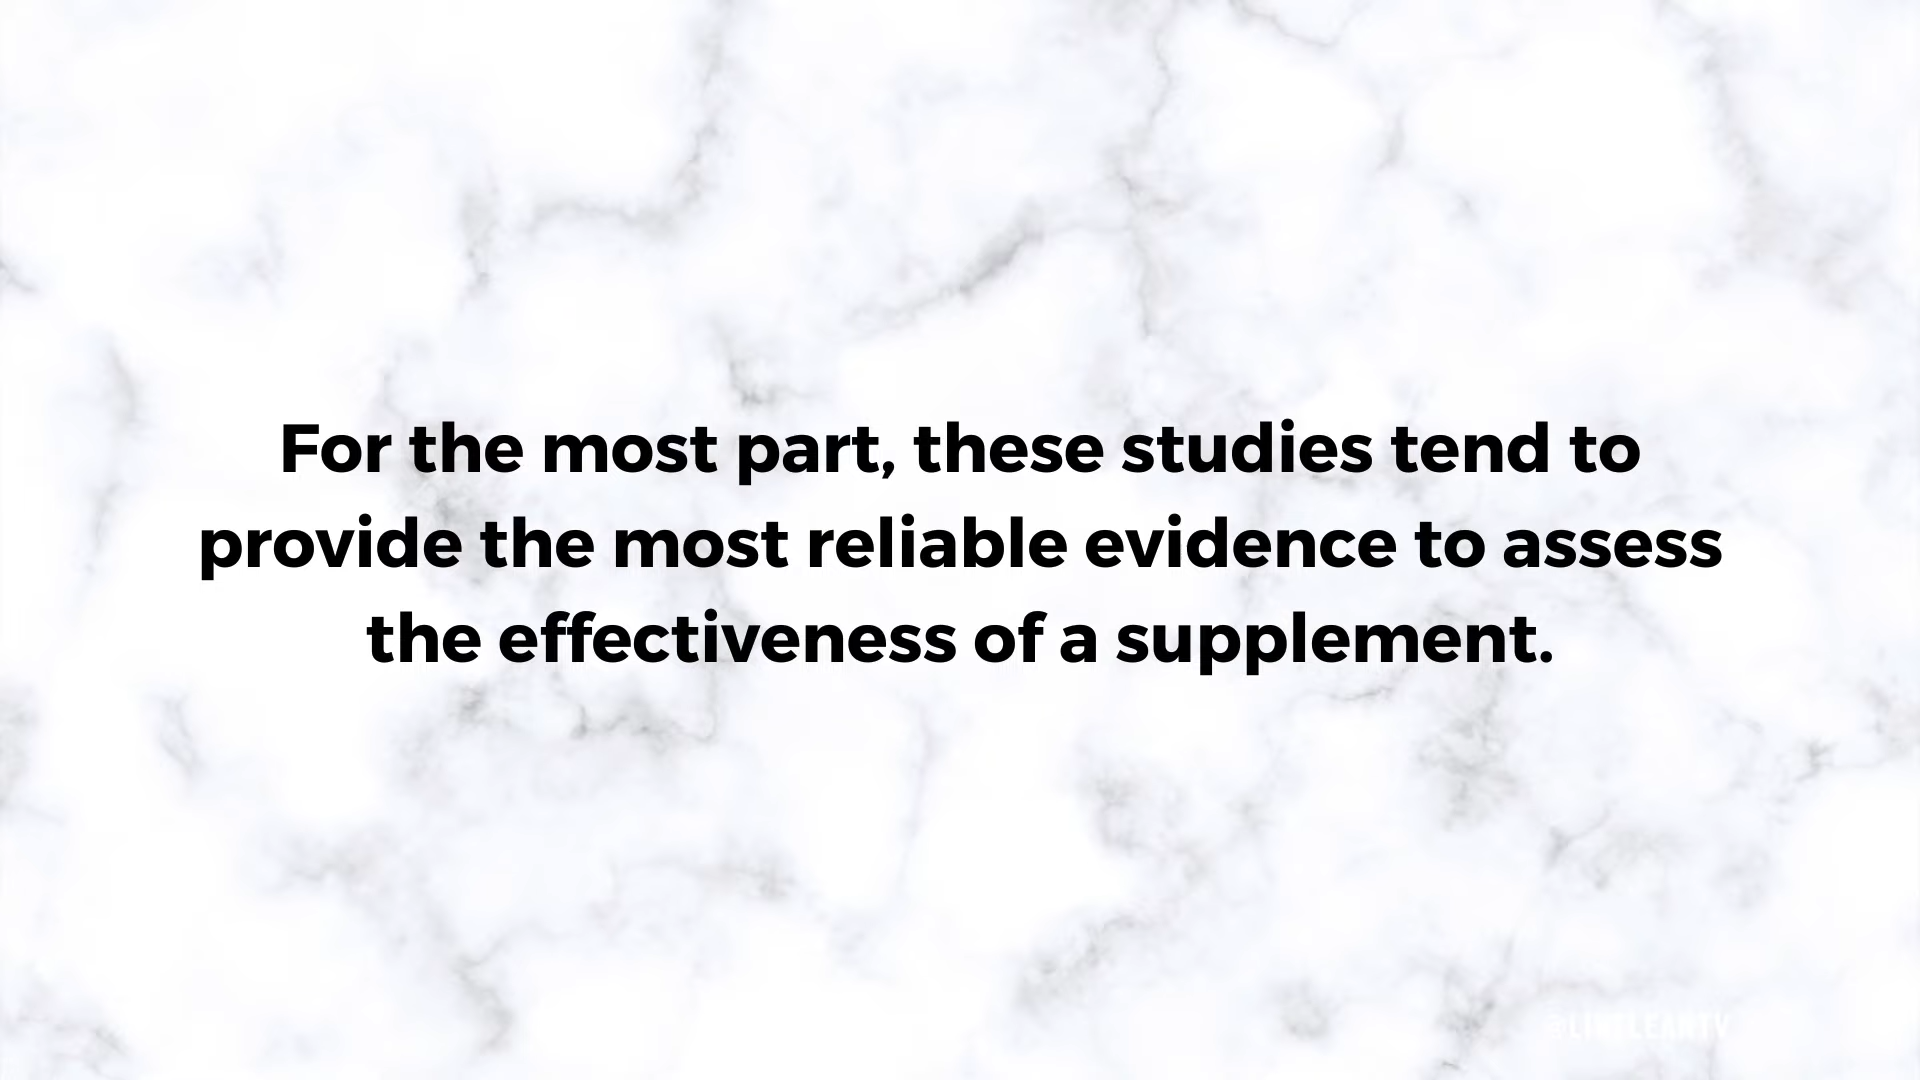 For the most part, these studies tend to
provide the most reliable evidence to assess
the effectiveness of a supplement.